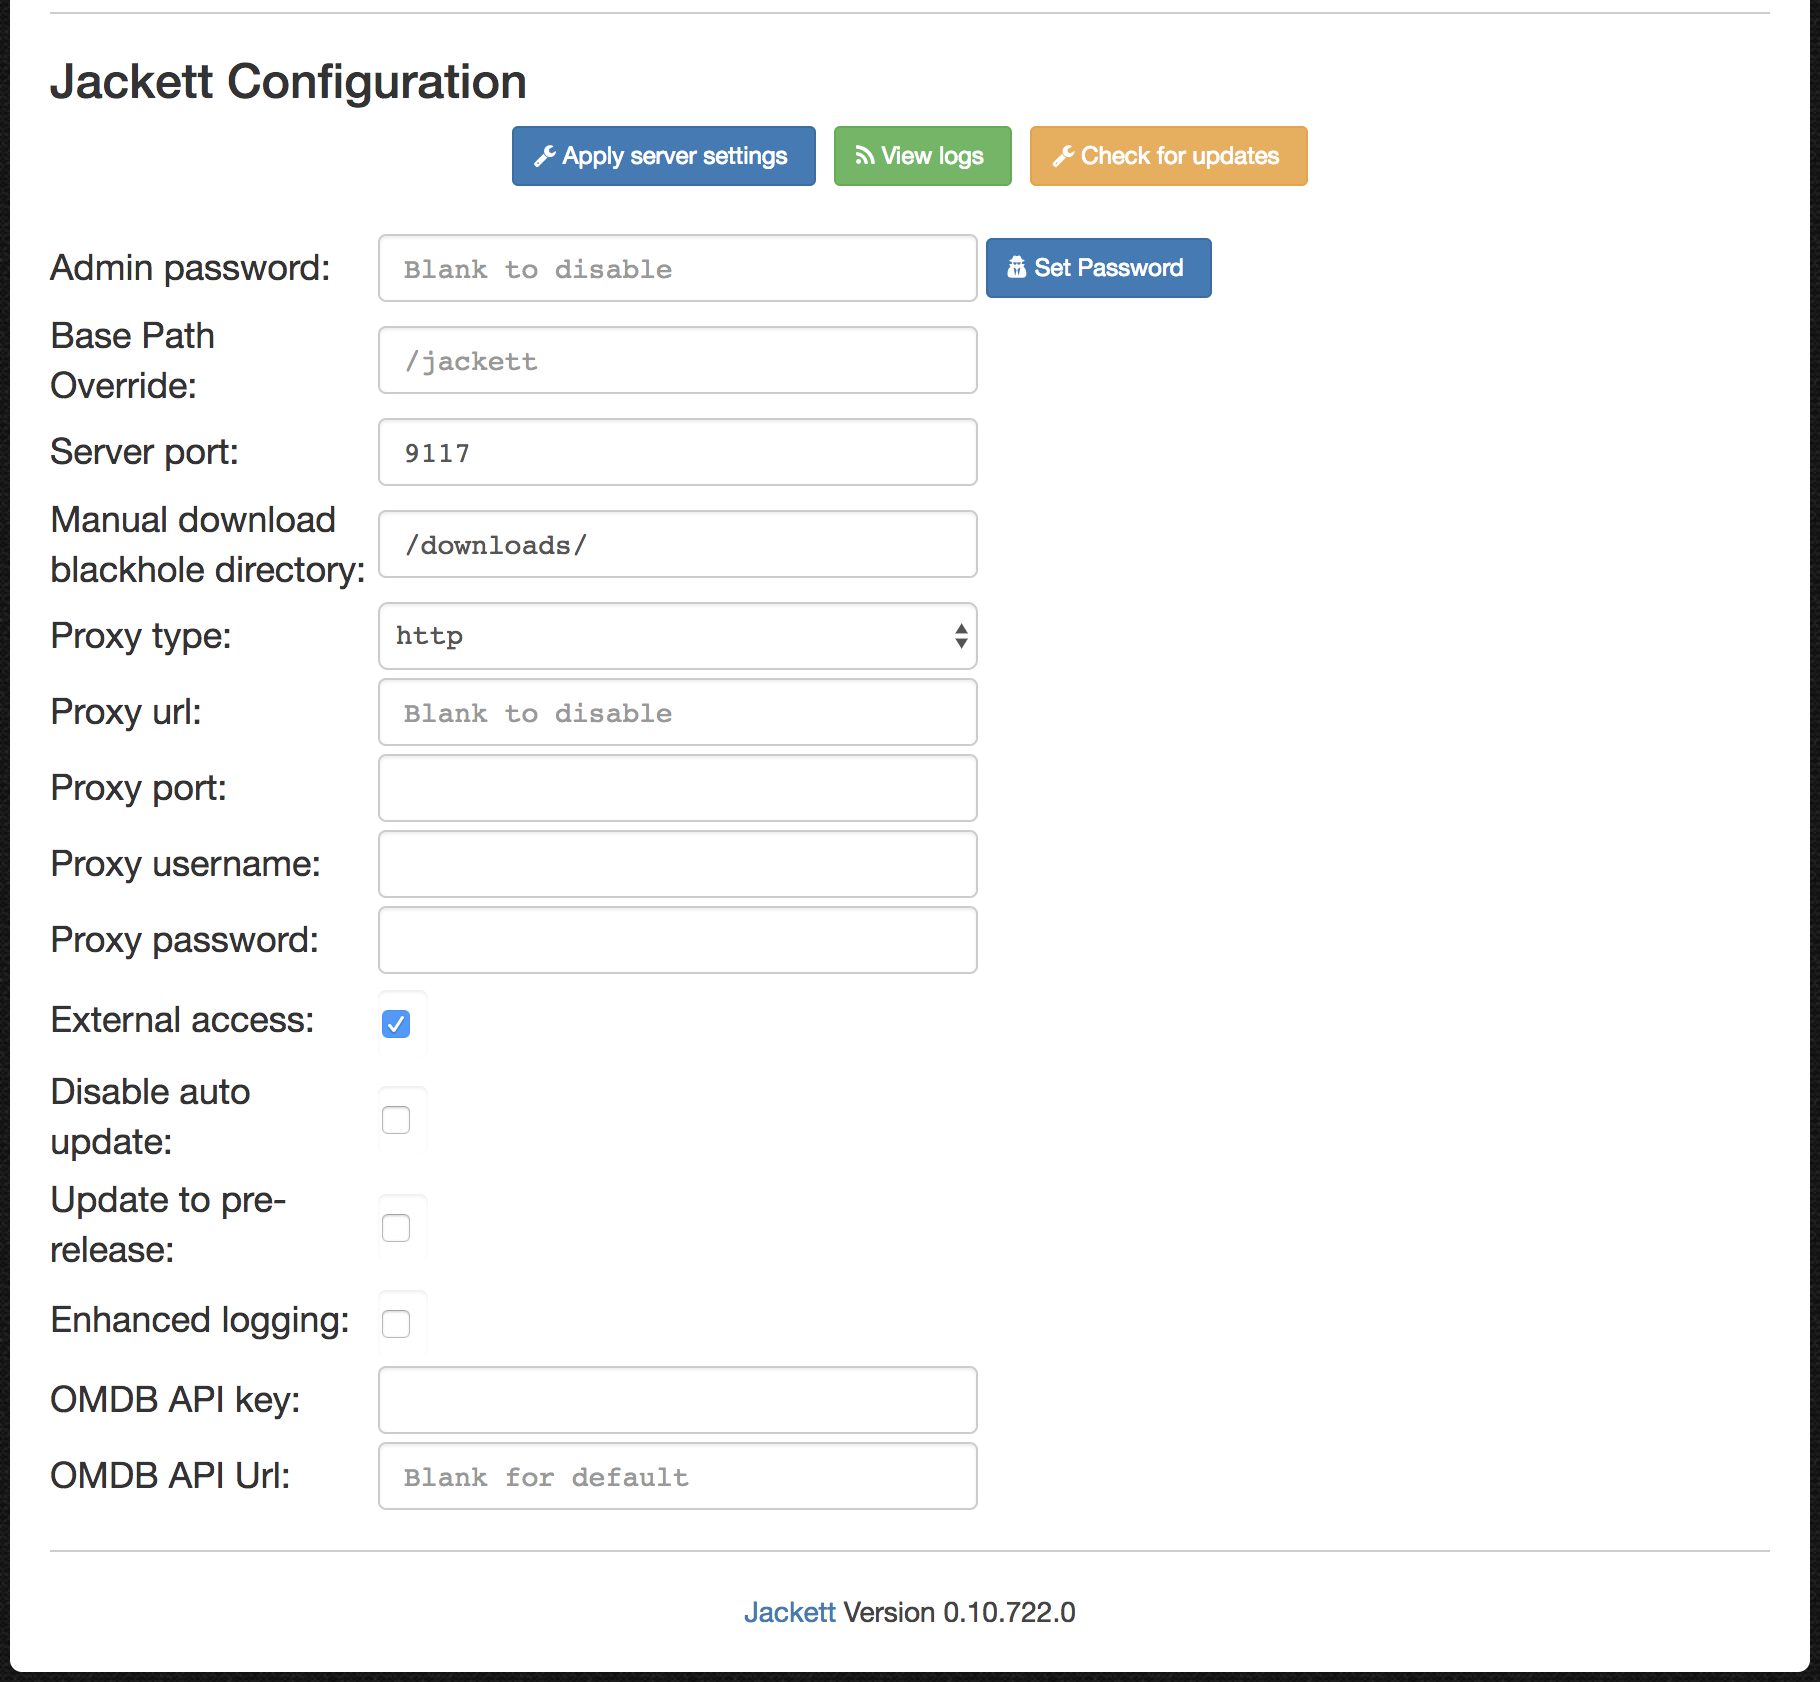 Jackett Configuration
Apply server settings View logs Check for updates
Admin password: Blank to disable Set Password
Base Path
Override: /jackett
Server port: 9117
Manual download
blackhole directory: /downloads/
Proxy type: http
Proxy url: Blank to disable
Proxy port:
Proxy username:
Proxy password:
External access:
Disable auto
update:
Update to pre-
release:
Enhanced logging:
OMDB API key:
OMDB API Url: Blank for default
Jackett Version 0.10.722.0